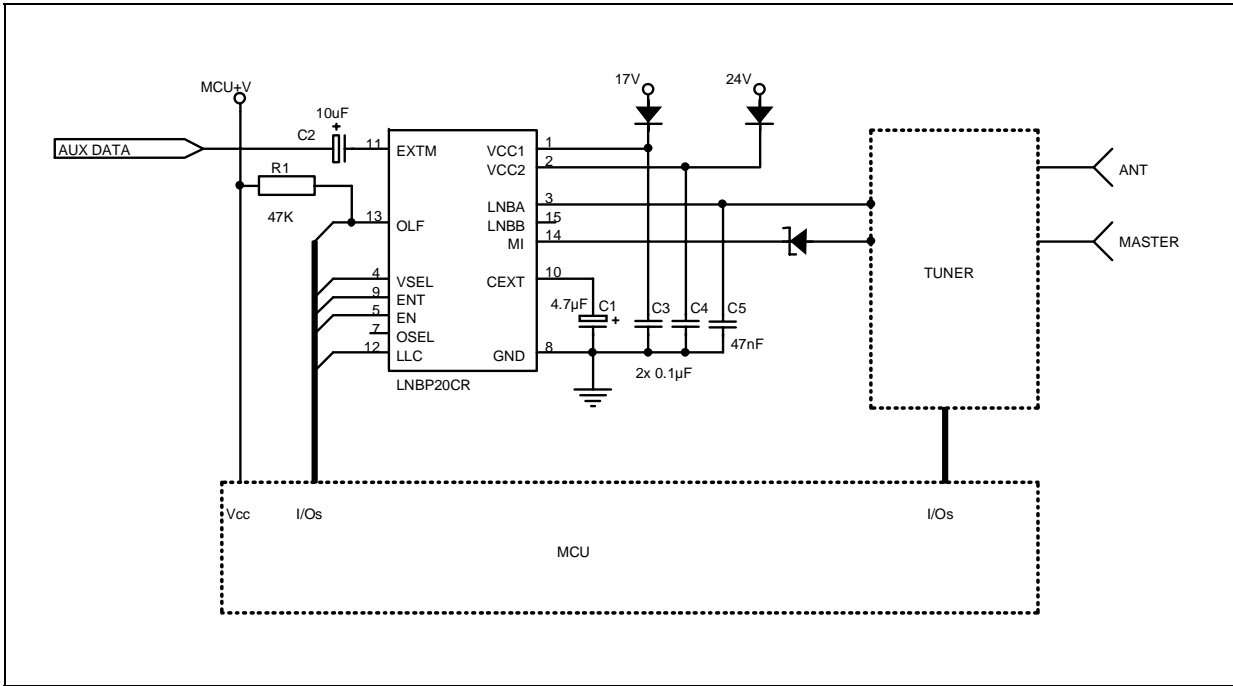 MCU+V
17V
24V
10uF
+
C2
AUX DATA
11
EXTM
VCC1
1
VCC2
2
R1
47K
13
OLF
LNBA
3
LNBB
15
MI
14
4
VSEL
9
ENT
5
EN
7
OSEL
12
LLC
CEXT
10
4.7µF
C1
+
C3
C4
C5
47nF
GND
8
2x 0.1µF
LNBP20CR
TUNER
ANT
MASTER
Vcc
I/Os
I/Os
MCU